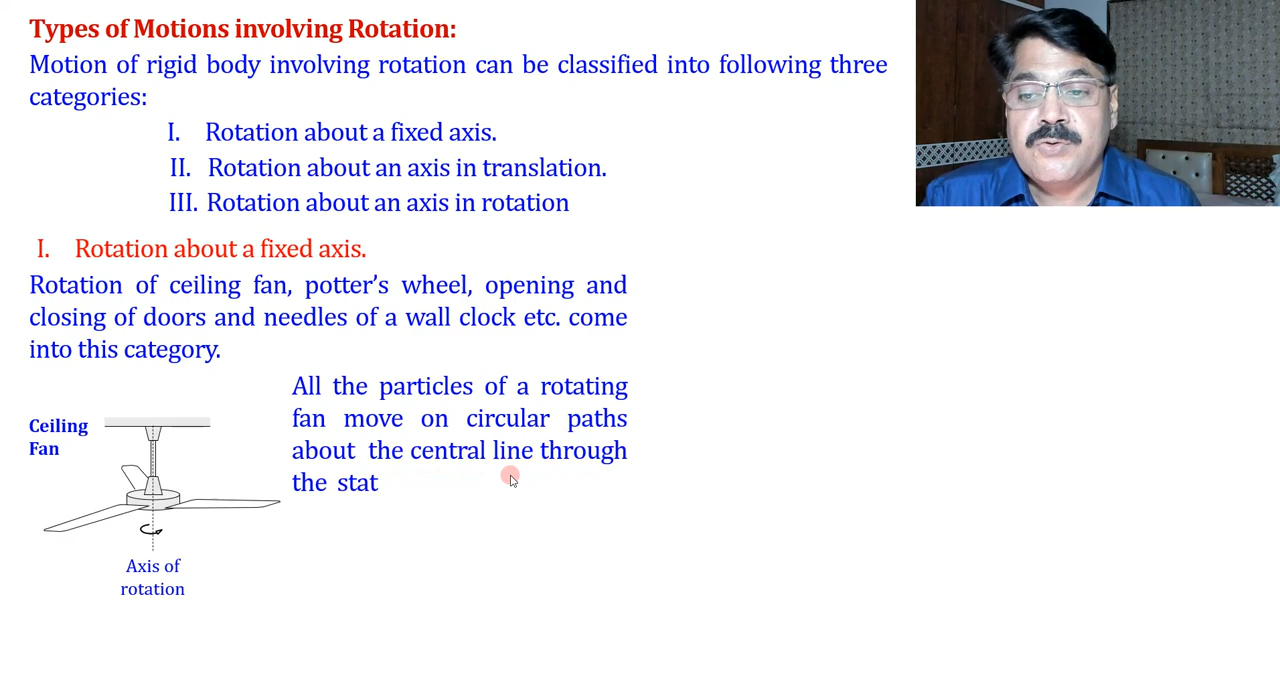 Types of Motions involving Rotation:
Motion of rigid body involving rotation can be classified into following three
categories:
I. Rotation about a fixed axis.
II. Rotation about an axis in translation.
III. Rotation about an axis in rotation
I. Rotation about a fixed axis.
Rotation of ceiling fan, potter’s wheel, opening and
closing of doors and needles of a wall clock etc. come
into this category.
All the particles of a rotating
fan move on circular paths
about the central line through
the stat
Ceiling
Fan
Axis of
rotation